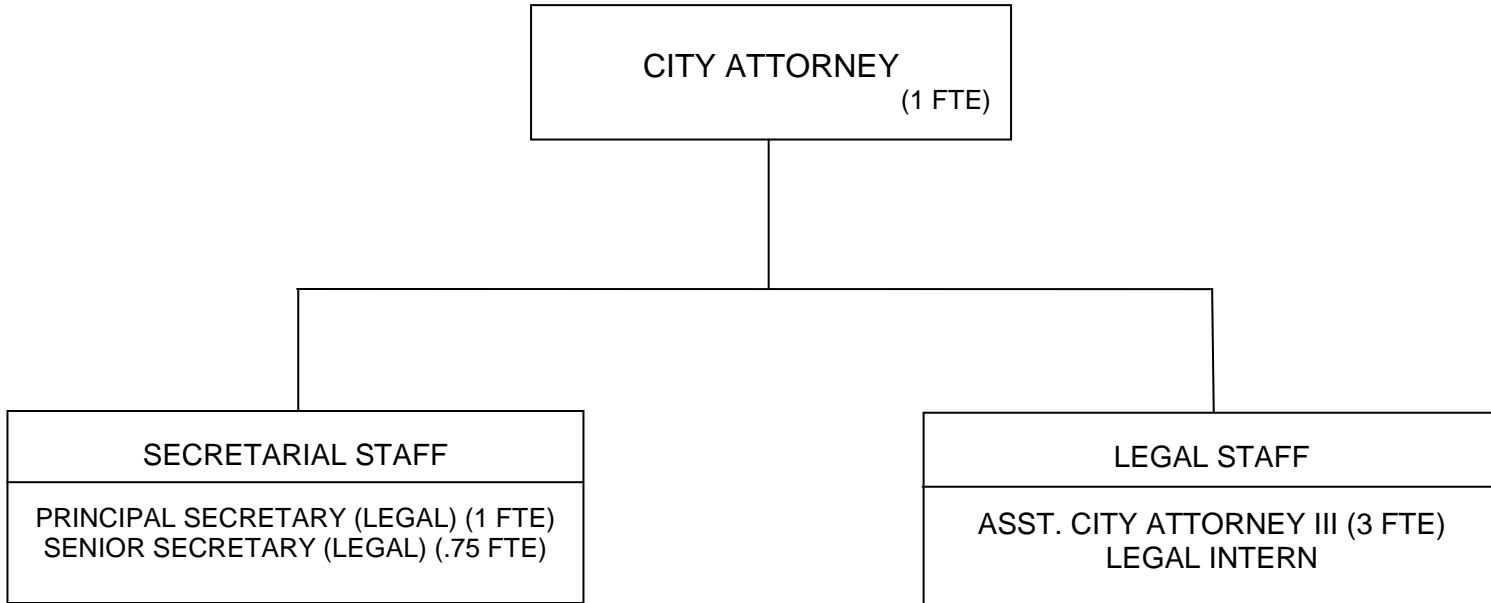 CITY ATTORNEY
(1 FTE)
SECRETARIAL STAFF
PRINCIPAL SECRETARY (LEGAL) (1 FTE)
SENIOR SECRETARY (LEGAL) (.75 FTE)
LEGAL STAFF
ASST. CITY ATTORNEY III (3 FTE)
LEGAL INTERN